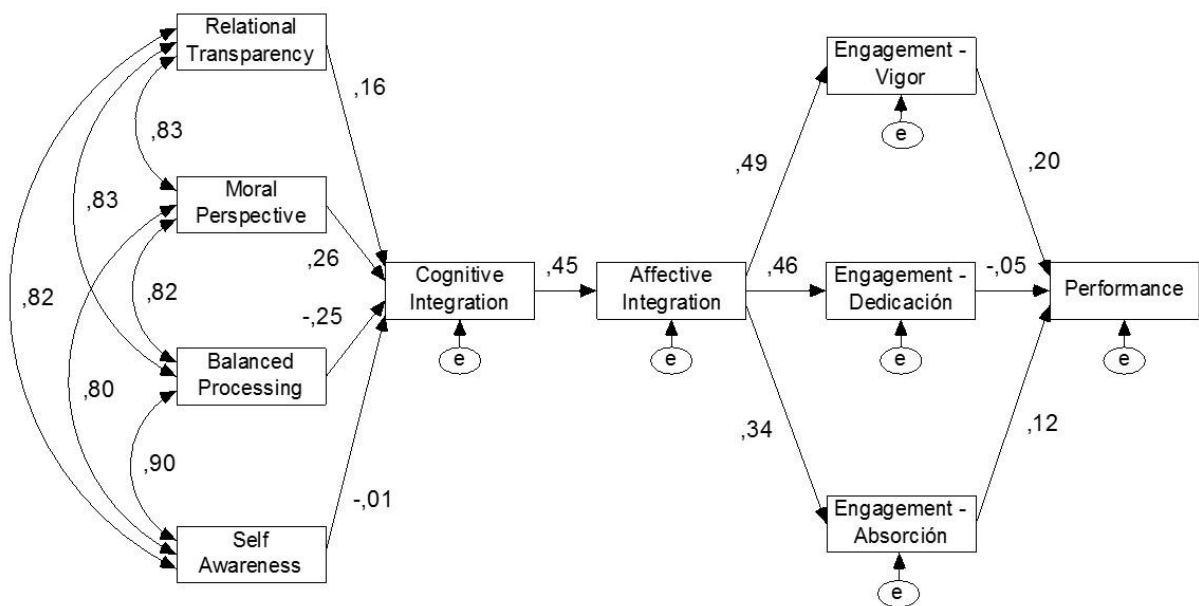 Relational
Transparency
,16
,83
Moral
Perspective
,83
,26
,82
,82
Cognitive
Integration
,45
Affective
Integration
-,25
Balanced
Processing
,80
,90
-,01
Self
Awareness
e
e
Engagement -
Vigor
e
,49
,20
,46
Engagement -
Dedicación
-,05
Performance
e
e
,34
,12
Engagement -
Absorción
e